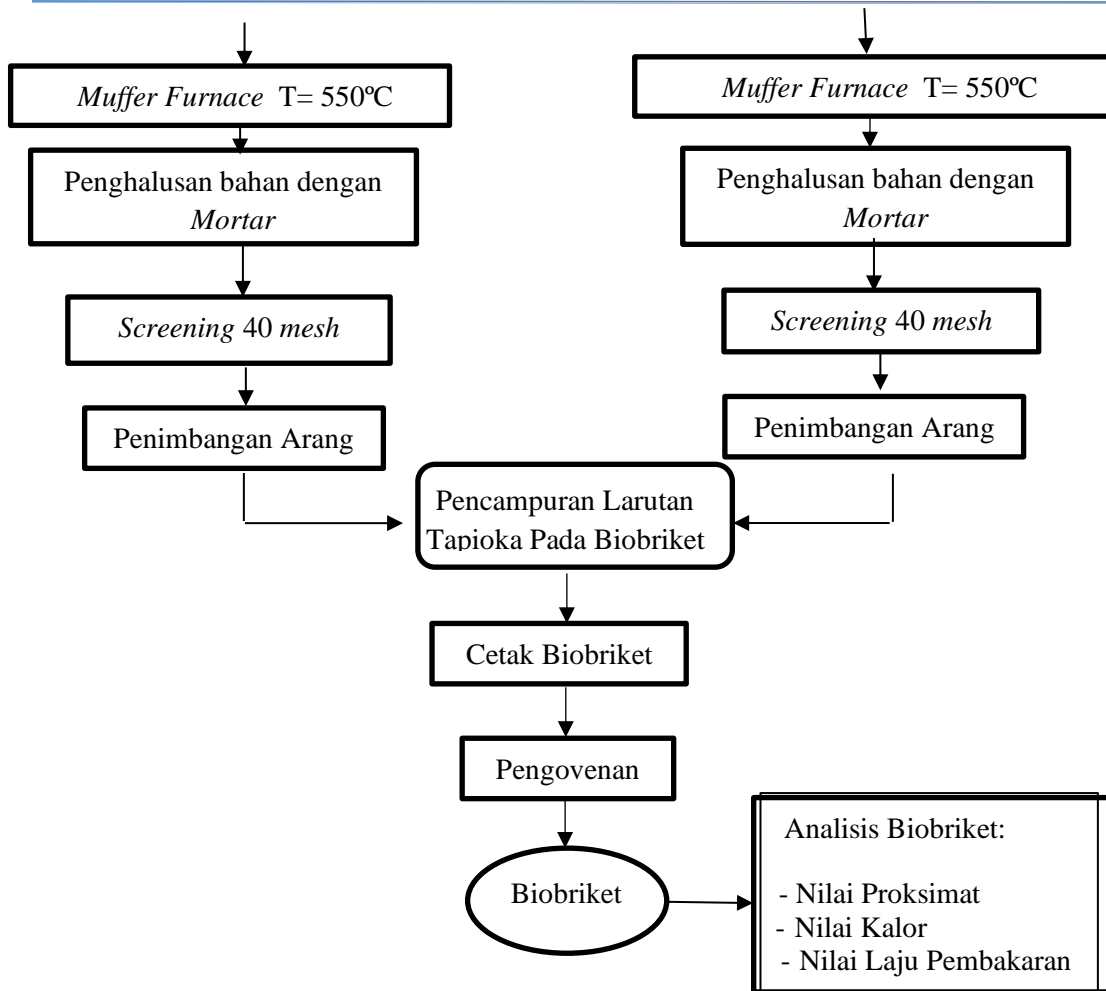 Muffer Furnace T= 550ºC
Penghalusan bahan dengan
Mortar
Screening 40 mesh
Penimbangan Arang
Muffer Furnace T= 550ºC
Penghalusan bahan dengan
Mortar
Screening 40 mesh
Penimbangan Arang
Pencampuran Larutan
Tapioka Pada Biobriket
Cetak Biobriket
Pengovenan
Biobriket
Analisis Biobriket:
- Nilai Proksimat
- Nilai Kalor
- Nilai Laju Pembakaran